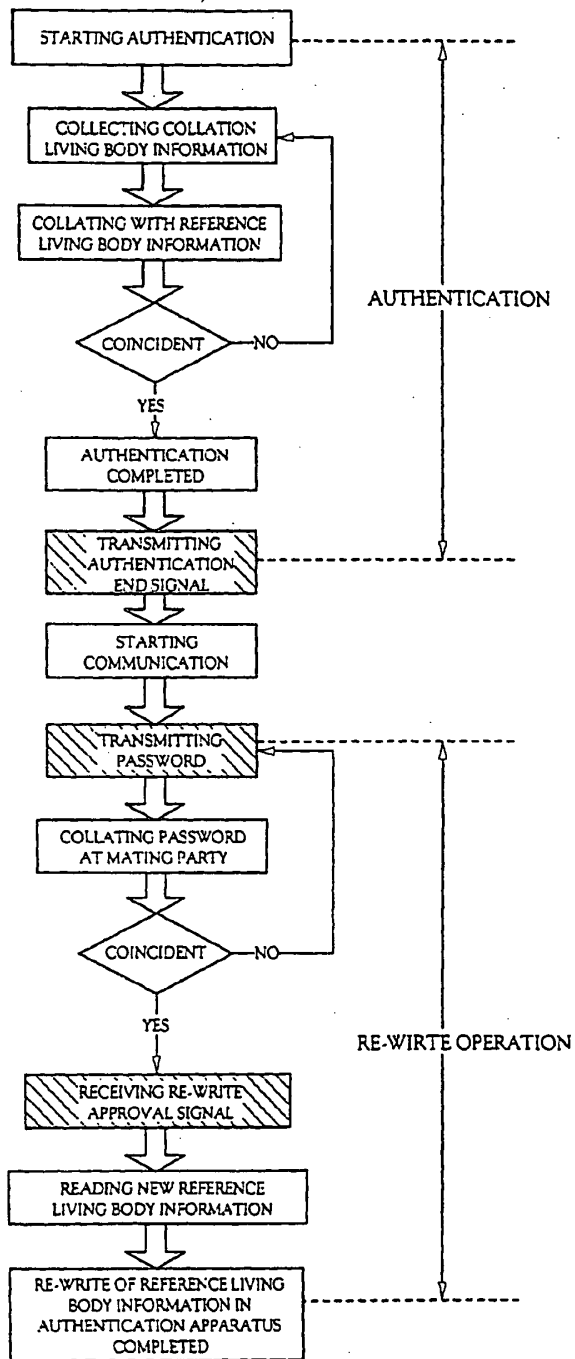 STARTING AUTHENTICATION
COLLECTING COLLATION
LIVING BODY INFORMATION
COLLATING WITH REFERENCE
LIVING BODY INFORMATION
AUTHENTICATION
COINCIDENT
NO
YES
AUTHENTICATION
COMPLETED
TRANSMITTING
AUTHENTICATION
END SIGNAL
STARTING
COMMUNICATION
TRANSMITTING
PASSWORD
COLLATING PASSWORD
AT MATING PARTY
COINCIDENT
NO
YES
RE-WIRTE OPERATION
RECEIVING RE-WRITE
APPROVAL SIGNAL
READING NEW REFERENCE
LIVING BODY INFORMATION
RE-WRITE OF REFERENCE LIVING
BODY INFORMATION IN
AUTHENTICATION APPARATUS
COMPLETED